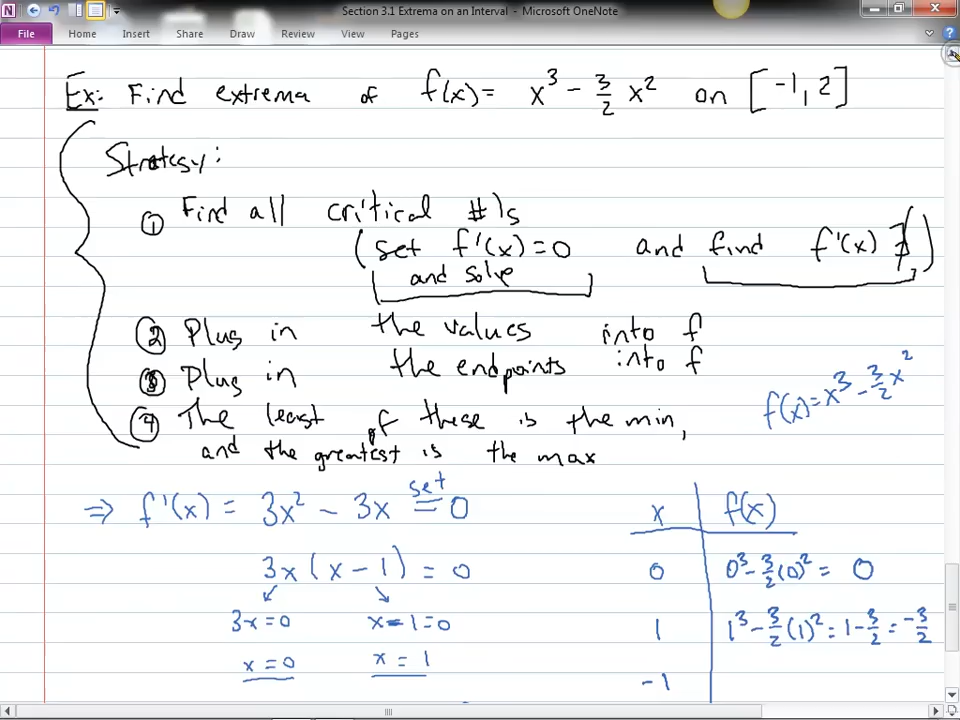 Section 3.1 Extrema on an Interval - Microsoft OneNote
File Home Insert Share Draw Review View Pages
Ex: Find extrema of f(x) = x³ - 3/2 x² on [-1, 2]
Strategy:
① Find all critical #'s
(set f'(x) = 0 and find f'(x) ∄)
and solve
② Plug in the values into f
③ Plug in the endpoints into f
④ The least of these is the min,
and the greatest is the max
f(x) = x³ - 3/2 x²
⇒ f'(x) = 3x² - 3x set = 0
3x(x - 1) = 0
3x = 0 x - 1 = 0
x = 0 x = 1
x f(x)
0 0³ - 3/2 (0)² = 0
1 1³ - 3/2 (1)² = 1 - 3/2 = -3/2
-1